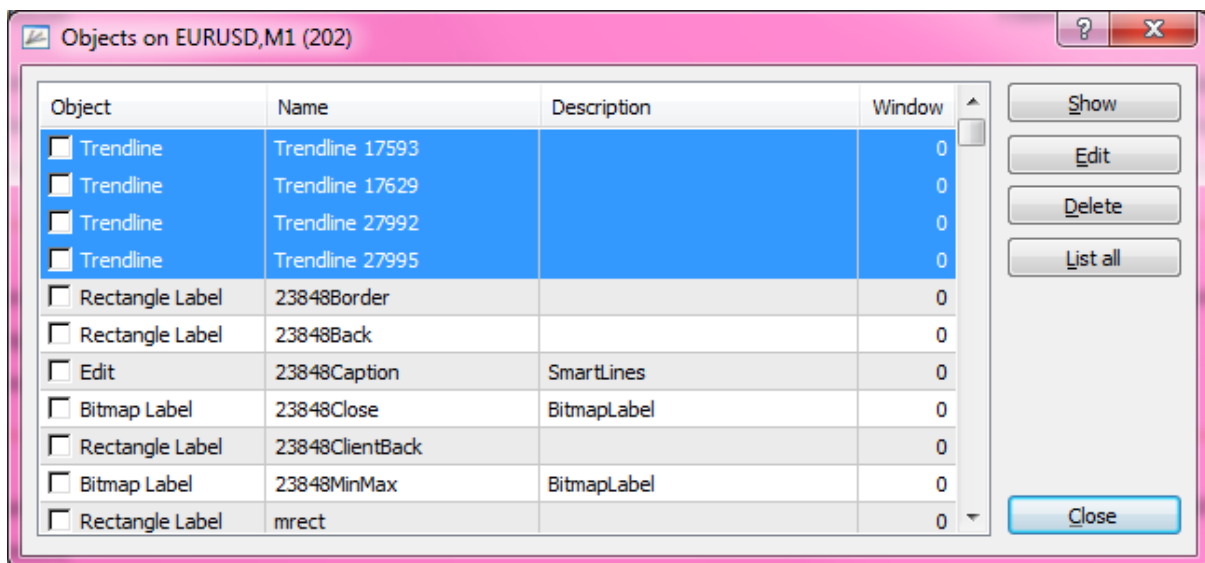 Objects on EURUSD,M1 (202)
?
X
Object Name Description Window
Trendline Trendline 17593 0
Trendline Trendline 17629 0
Trendline Trendline 27992 0
Trendline Trendline 27995 0
Rectangle Label 23848Border 0
Rectangle Label 23848Back 0
Edit 23848Caption SmartLines 0
Bitmap Label 23848Close BitmapLabel 0
Rectangle Label 23848ClientBack 0
Bitmap Label 23848MinMax BitmapLabel 0
Rectangle Label mrect 0
Show
Edit
Delete
List all
Close